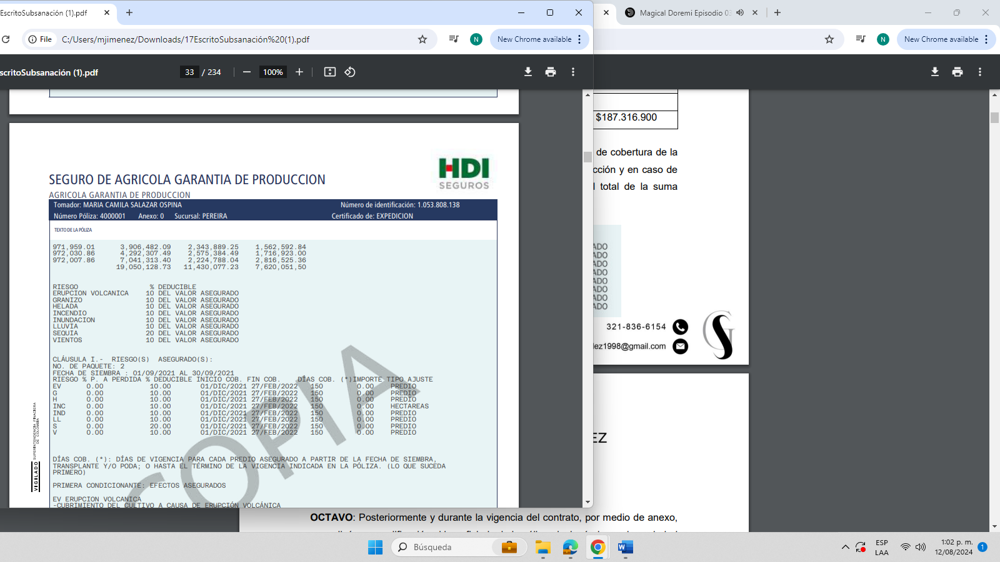 EscritoSubsanación (1).pdf
Magical Doremi Episodio 03
File
C:/Users/mjimenez/Downloads/17EscritoSubsanación%20(1).pdf
N
New Chrome available
N
New Chrome available
scritoSubsanación (1).pdf
33 / 234
100%
$187.316.900
de cobertura de la
cción y en caso de
l total de la suma
HDI
SEGUROS
SEGURO DE AGRICOLA GARANTIA DE PRODUCCION
AGRICOLA GARANTIA DE PRODUCCION
Tomador: MARIA CAMILA SALAZAR OSPINA Número de identificación: 1.053.808.138
Número Póliza: 4000001 Anexo: 0 Sucursal: PEREIRA Certificado de: EXPEDICION
TEXTO DE LA PÓLIZA
971,959.01 3,906,482.09 2,343,889.25 1,562,592.84
972,030.86 4,292,307.49 2,575,384.49 1,716,923.00
972,007.86 7,041,313.40 2,224,788.04 2,816,525.36
19,050,128.73 11,430,077.23 7,620,051,50
RIESGO % DEDUCIBLE
ERUPCION VOLCANICA 10 DEL VALOR ASEGURADO
GRANIZO 10 DEL VALOR ASEGURADO
HELADA 10 DEL VALOR ASEGURADO
INCENDIO 10 DEL VALOR ASEGURADO
INUNDACION 10 DEL VALOR ASEGURADO
LLUVIA 10 DEL VALOR ASEGURADO
SEQUIA 20 DEL VALOR ASEGURADO
VIENTOS 10 DEL VALOR ASEGURADO
CLÁUSULA I.- RIESGO(S) ASEGURADO(S):
NO. DE PAQUETE: 2
FECHA DE SIEMBRA : 01/09/2021 AL 30/09/2021
RIESGO % P. A PERDIDA % DEDUCIBLE INICIO COB. FIN COB. DÍAS COB. (*)IMPORTE TIPO AJUSTE
EV 0.00 10.00 01/DIC/2021 27/FEB/2022 150 0.00 PREDIO
G 0.00 10.00 01/DIC/2021 27/FEB/2022 150 0.00 PREDIO
H 0.00 10.00 01/DIC/2021 27/FEB/2022 150 0.00 PREDIO
INC 0.00 10.00 01/DIC/2021 27/FEB/2022 150 0.00 HECTAREAS
IND 0.00 10.00 01/DIC/2021 27/FEB/2022 150 0.00 PREDIO
LL 0.00 10.00 01/DIC/2021 27/FEB/2022 150 0.00 PREDIO
S 0.00 20.00 01/DIC/2021 27/FEB/2022 150 0.00 PREDIO
V 0.00 10.00 01/DIC/2021 27/FEB/2022 150 0.00 PREDIO
DÍAS COB. (*): DÍAS DE VIGENCIA PARA CADA PREDIO ASEGURADO A PARTIR DE LA FECHA DE SIEMBRA,
TRANSPLANTE Y/O PODA; O HASTA EL TÉRMINO DE LA VIGENCIA INDICADA EN LA PÓLIZA. (LO QUE SUCEDA
PRIMERO)
PRIMERA CONDICIONANTE: EFECTOS ASEGURADOS
EV ERUPCION VOLCANICA
-CUBRIMIENTO DEL CULTIVO A CAUSA DE ERUPCIÓN VOLCÁNICA
COPIA
VIGILADO SUPERINTENDENCIA FINANCIERA
DE COLOMBIA
ADO
ADO
ADO
ADO
ADO
ADO
ADO
ADO
321-836-6154
lez1998@gmail.com
GS
EZ
OCTAVO: Posteriormente y durante la vigencia del contrato, por medio de anexo,
Búsqueda
ESP
LAA
1:02 p. m.
12/08/2024
1